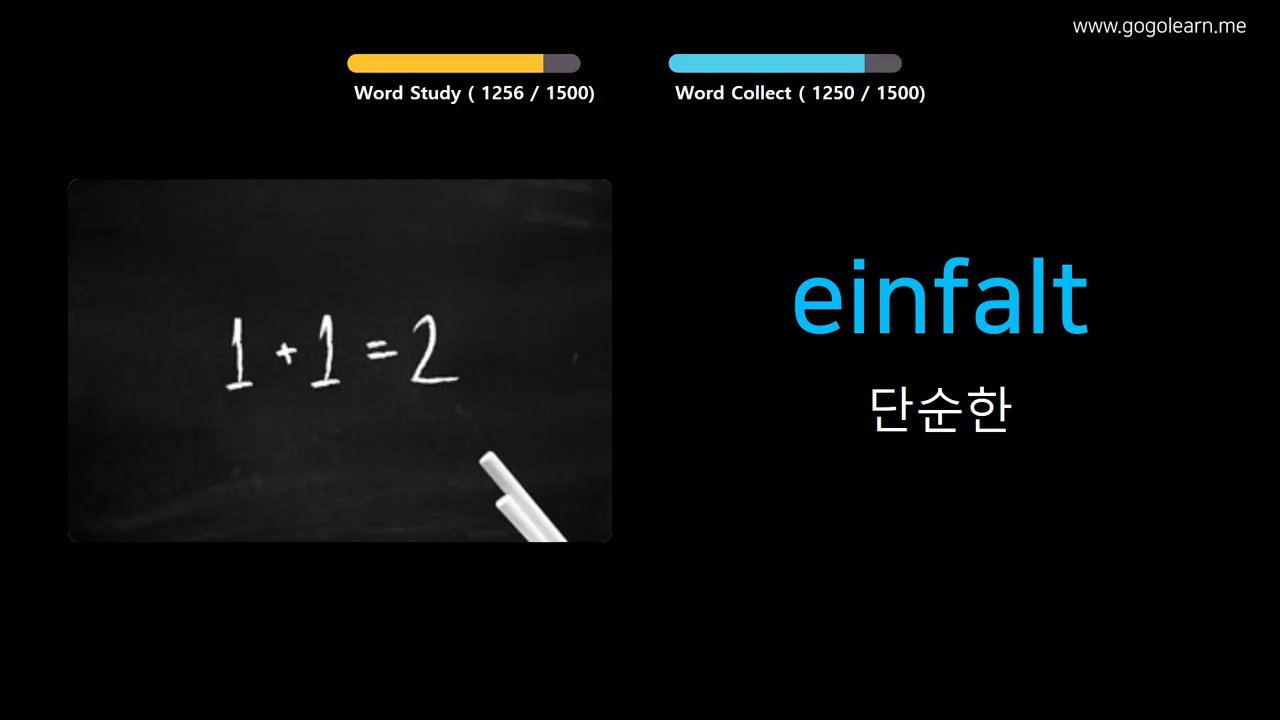 www.gogolearn.me
Word Study ( 1256 / 1500)
Word Collect ( 1250 / 1500)
1 + 1 = 2
einfalt
단순한